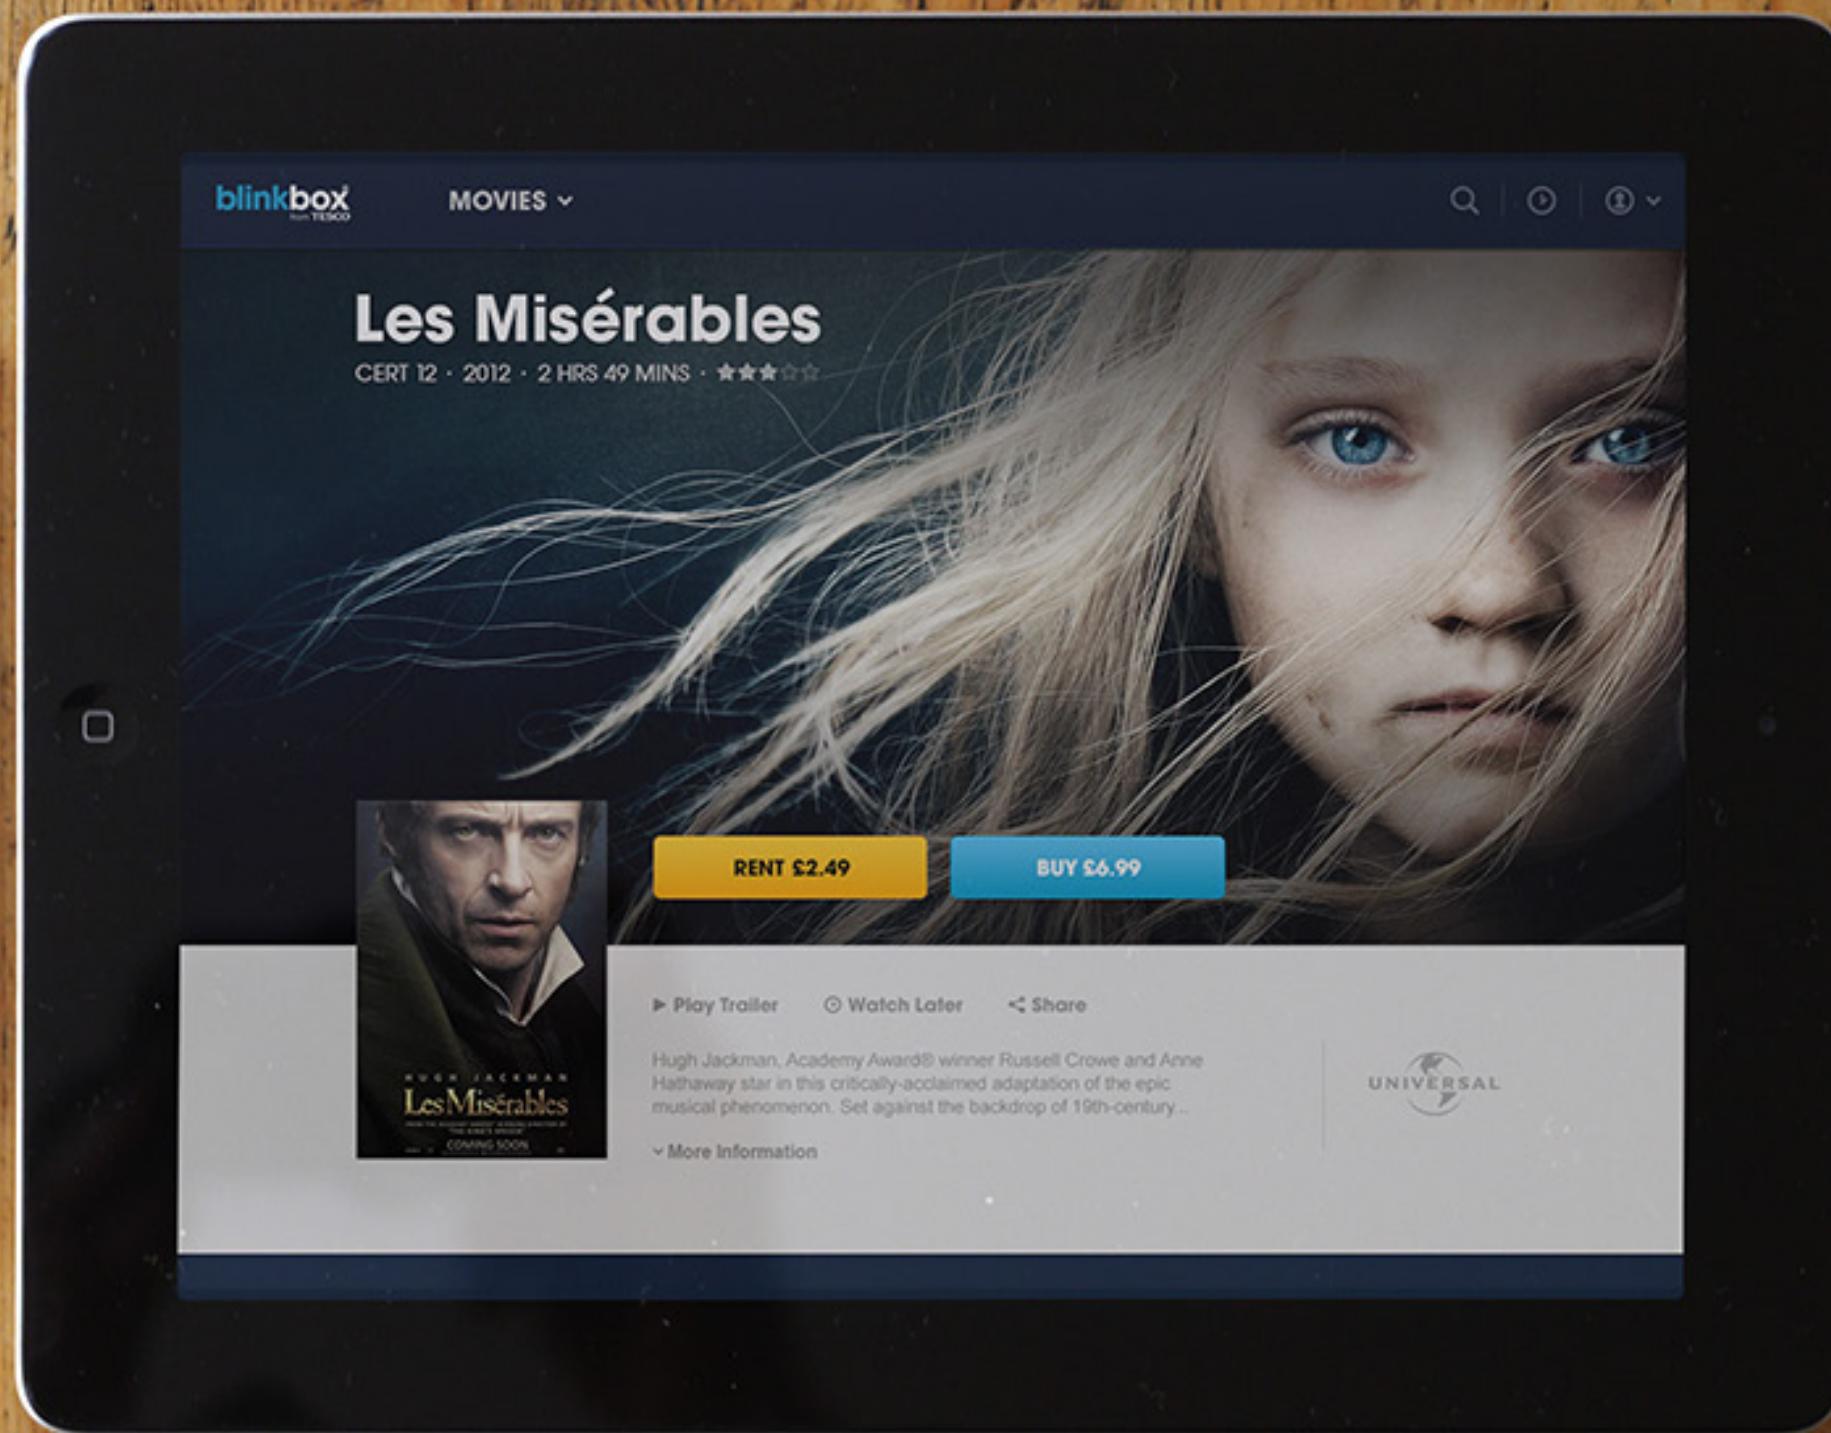 blinkbox
from TESCO
MOVIES
Les Misérables
CERT 12 · 2012 · 2 HRS 49 MINS ·
RENT £2.49
BUY £6.99
HUGH JACKMAN
Les Misérables
COMING SOON
Play Trailer
Watch Later
Share
Hugh Jackman, Academy Award® winner Russell Crowe and Anne
Hathaway star in this critically-acclaimed adaptation of the epic
musical phenomenon. Set against the backdrop of 19th-century...
More Information
UNIVERSAL